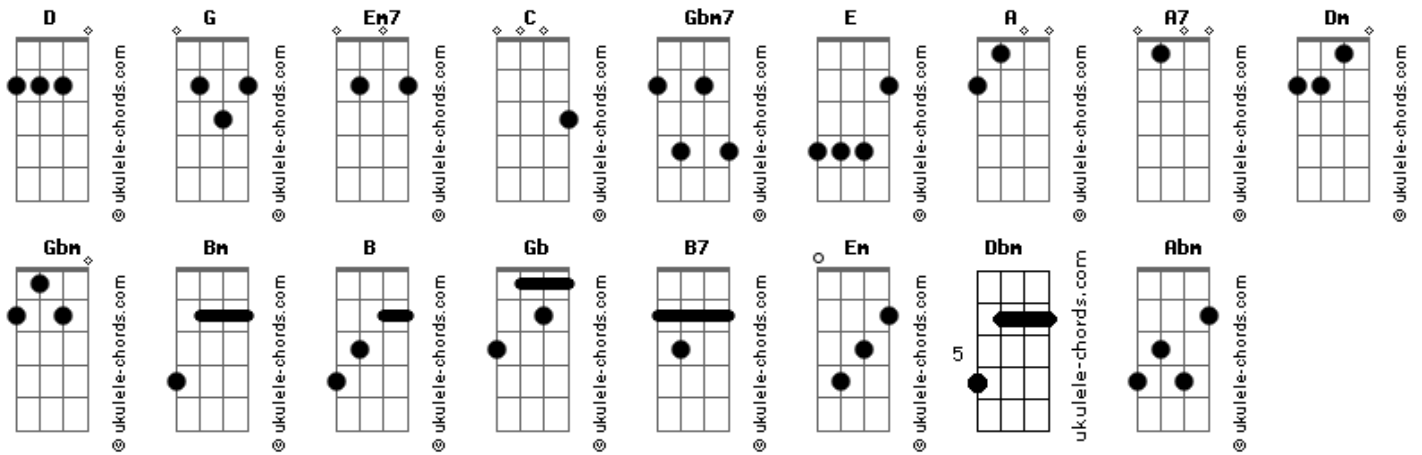 D G Em7 C Gbm7 E A A7 Dm
© ukulele-chords.com © ukulele-chords.com © ukulele-chords.com © ukulele-chords.com © ukulele-chords.com © ukulele-chords.com © ukulele-chords.com © ukulele-chords.com © ukulele-chords.com
Gbm Bm B Gb B7 Em Dbm Abm
5
© ukulele-chords.com © ukulele-chords.com © ukulele-chords.com © ukulele-chords.com © ukulele-chords.com © ukulele-chords.com ukulele-chords.com © ukulele-chords.com